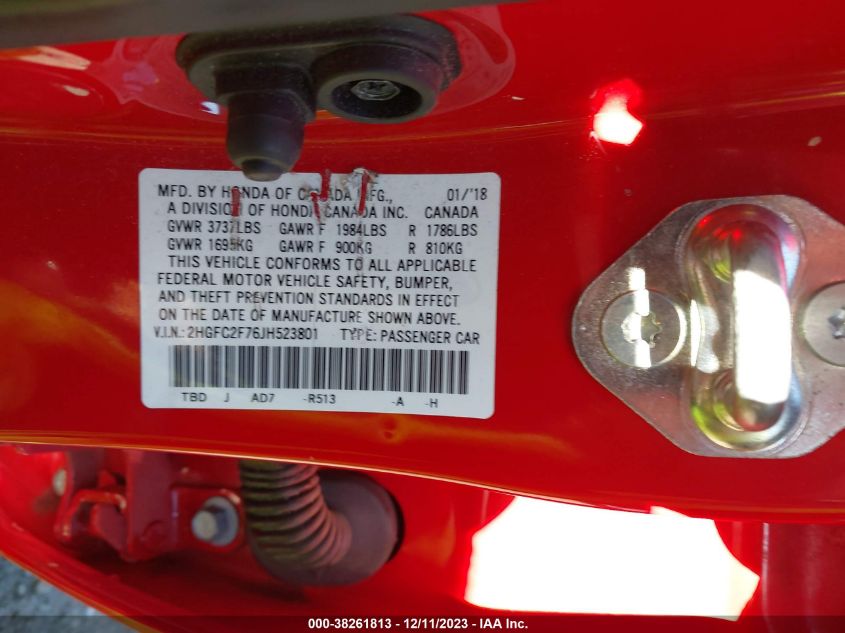 MFD. BY HONDA OF CANADA MFG., 01/'18
A DIVISION OF HONDA CANADA INC. CANADA
GVWR 3737LBS GAWR F 1984LBS R 1786LBS
GVWR 1695KG GAWR F 900KG R 810KG
THIS VEHICLE CONFORMS TO ALL APPLICABLE
FEDERAL MOTOR VEHICLE SAFETY, BUMPER,
AND THEFT PREVENTION STANDARDS IN EFFECT
ON THE DATE OF MANUFACTURE SHOWN ABOVE.
V.I.N.: 2HGFC2F76JH523801 TYPE: PASSENGER CAR
TBD J AD7 -R513 -A -H
000-38261813 - 12/11/2023 - IAA Inc.